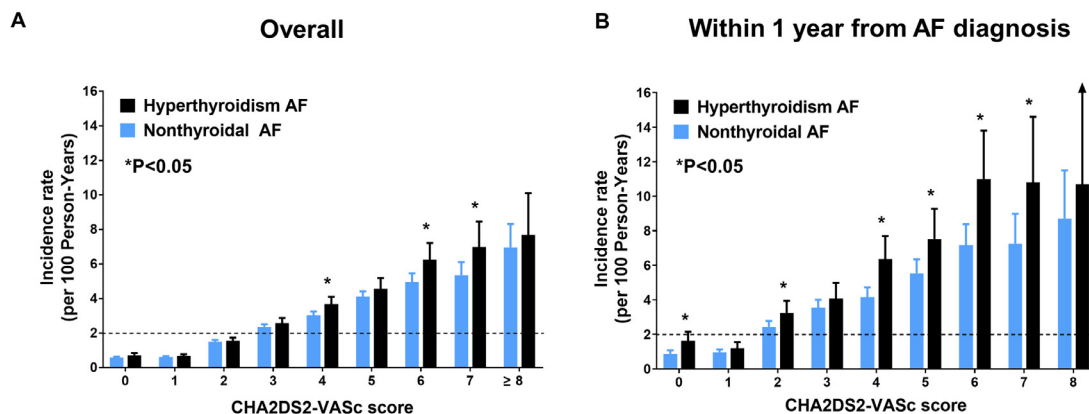 A
Overall
16
14
12
10
8
6
4
2
0
Incidence rate
(per 100 Person-Years)
Hyperthyroidism AF
Nonthyroidal AF
*P<0.05
* * *
0 1 2 3 4 5 6 7 ≥ 8
CHA2DS2-VASc score
B
Within 1 year from AF diagnosis
16
14
12
10
8
6
4
2
0
Incidence rate
(per 100 Person-Years)
Hyperthyroidism AF
Nonthyroidal AF
*P<0.05
* * * * * *
0 1 2 3 4 5 6 7 8
CHA2DS2-VASc score